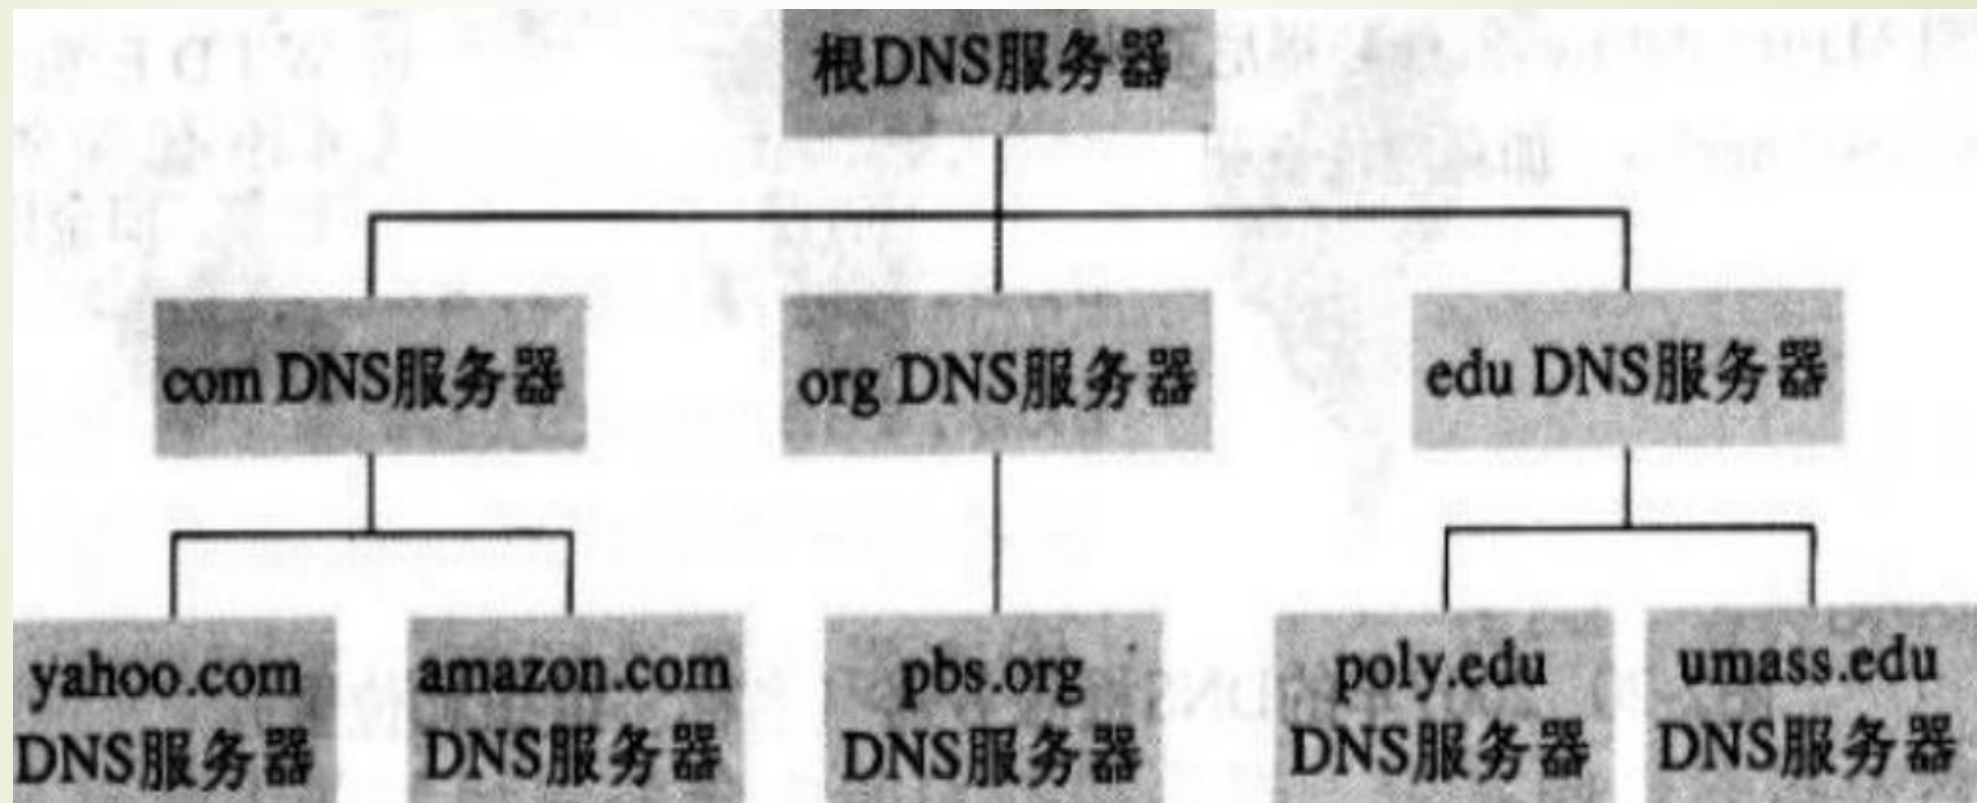 根DNS服务器
com DNS服务器
org DNS服务器
edu DNS服务器
yahoo.com
DNS服务器
amazon.com
DNS服务器
pbs.org
DNS服务器
poly.edu
DNS服务器
umass.edu
DNS服务器